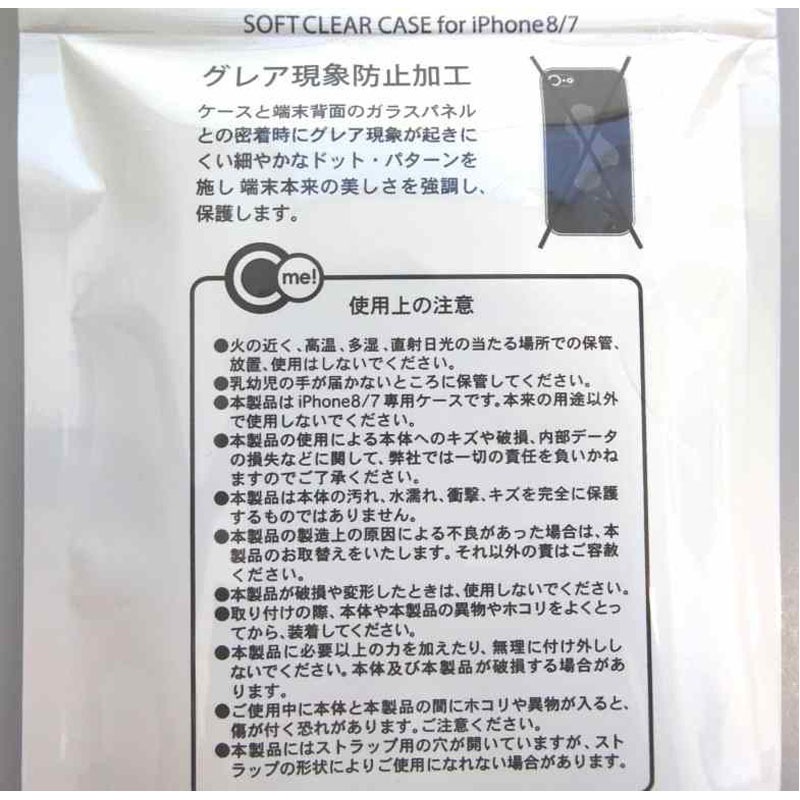 SOFT CLEAR CASE for iPhone8/7
グレア現象防止加工
ケースと端末背面のガラスパネル
との密着時にグレア現象が起きに
くい細やかなドット・パターンを
施し端末本来の美しさを強調し、
保護します。
me!
使用上の注意
●火の近く、高温、多湿、直射日光の当たる場所での保管、
放置、使用はしないでください。
●乳幼児の手が届かないところに保管してください。
●本製品はiPhone8/7専用ケースです。本来の用途以外
で使用しないでください。
●本製品の使用による本体へのキズや破損、内部データ
の損失などに関して、弊社では一切の責任を負いかね
ますのでご了承ください。
●本製品は本体の汚れ、水濡れ、衝撃、キズを完全に保護
するものではありません。
●本製品の製造上の原因による不良があった場合は、本
製品のお取替えをいたします。それ以外の責はご容赦
ください。
●本製品が破損や変形したときは、使用しないでください。
●取り付けの際、本体や本製品の異物やホコリをよくとっ
てから、装着してください。
●本製品に必要以上の力を加えたり、無理に付け外しし
ないでください。本体及び本製品が破損する場合があ
ります。
●ご使用中に本体と本製品の間にホコリや異物が入ると、
傷が付く恐れがあります。ご注意ください。
●本製品にはストラップ用の穴が開いていますが、スト
ラップの形状によりご使用になれない場合があります。